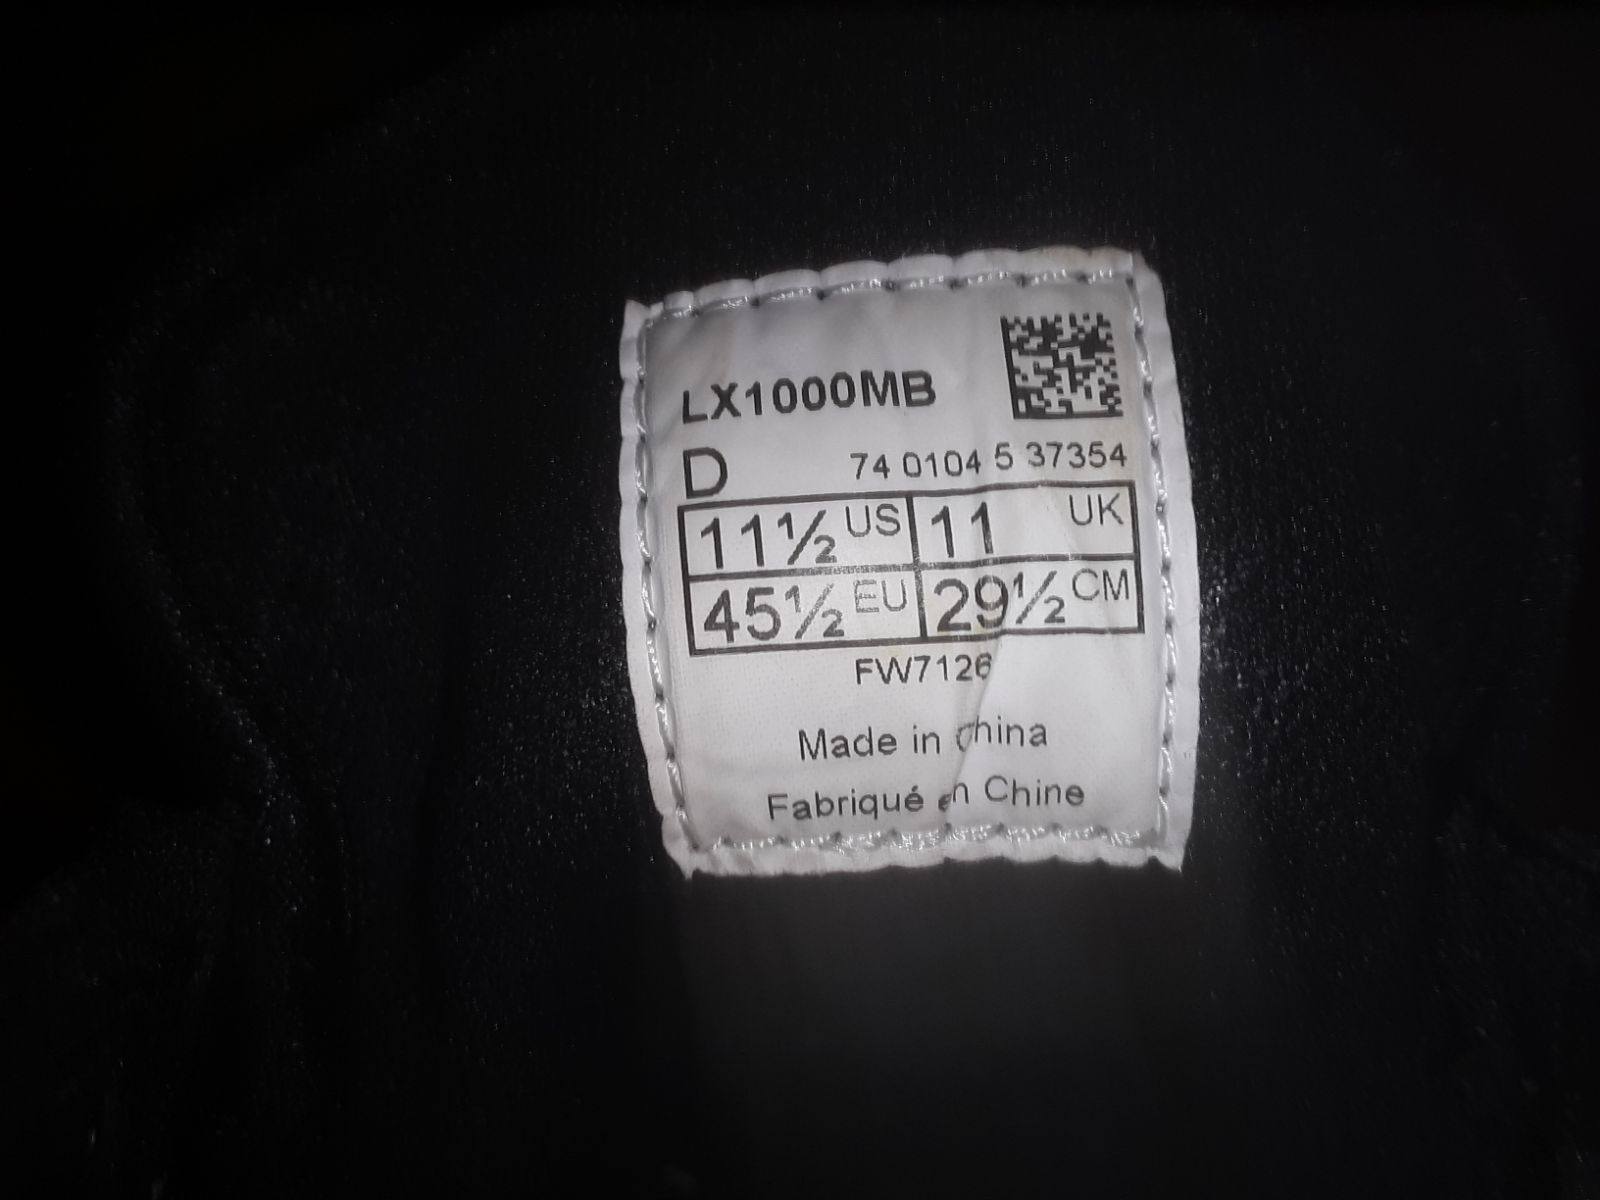 LX1000MB
D 74 0104 5 37354
11½ US 11 UK
45½ EU 29½ CM
FW7126
Made in China
Fabriqué en Chine